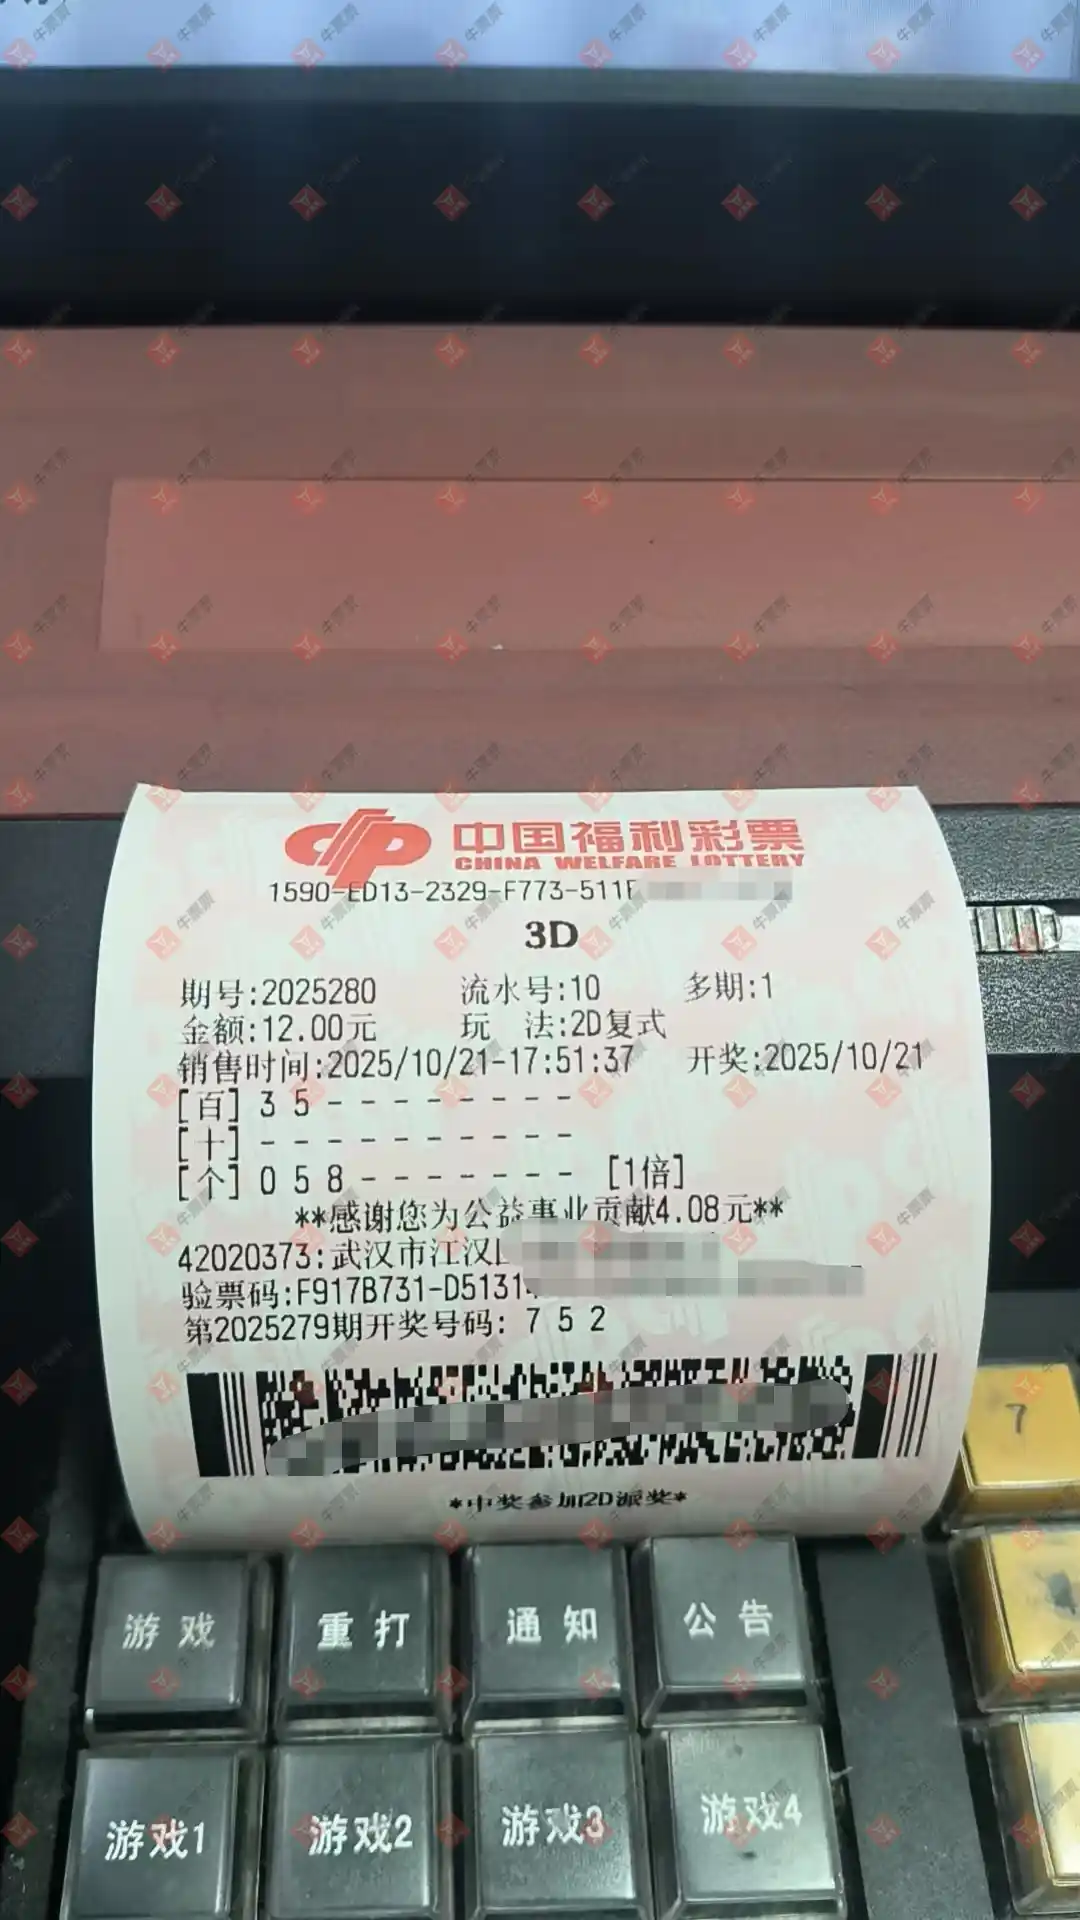 中国福利彩票
CHINA WELFARE LOTTERY
1590-ED13-2329-F773-511
3D
期号:2025280 流水号:10 多期:1
金额:12.00元 玩 法:2D复式
销售时间:2025/10/21-17:51:37 开奖:2025/10/21
[百] 3 5 - - - - - - - -
[十] - - - - - - - - - -
[个] 0 5 8 - - - - - - - [1倍]
**感谢您为公益事业贡献4.08元**
42020373:武汉市江汉
验票码:F917B731-D5131
第2025279期开奖号码: 7 5 2
*中奖参加2D派奖*
7
游戏 重打 通知 公告
游戏1 游戏2 游戏3 游戏4
牛票票